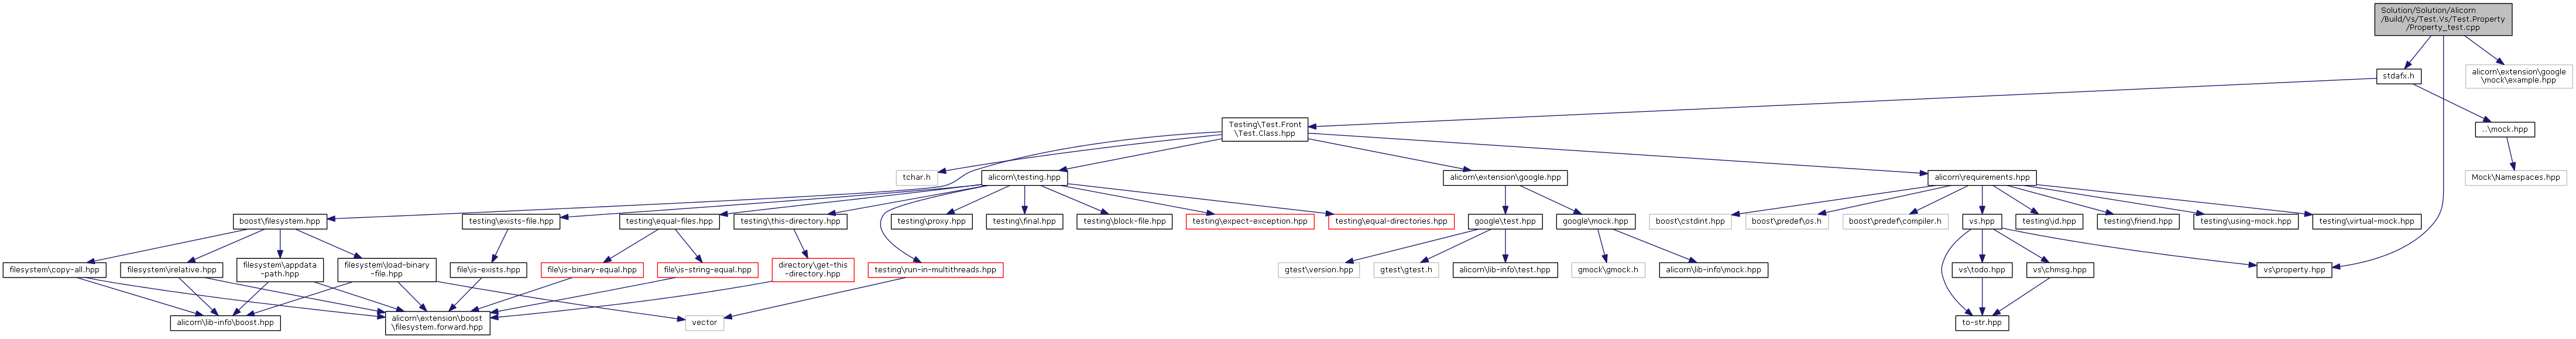 Solution/Solution/Alicorn
/Build/Vs/Test.Vs/Test.Property
/Property_test.cpp
stdafx.h
alicorn\extension\google
\mock\example.hpp
Testing\Test.Front
\Test.Class.hpp
..\mock.hpp
tchar.h
alicorn\testing.hpp
alicorn\extension\google.hpp
alicorn\requirements.hpp
Mock\Namespaces.hpp
boost\filesystem.hpp
testing\exists-file.hpp
testing\equal-files.hpp
testing\this-directory.hpp
testing\proxy.hpp
testing\final.hpp
testing\block-file.hpp
testing\expect-exception.hpp
testing\equal-directories.hpp
google\test.hpp
google\mock.hpp
boost\cstdint.hpp
boost\predef\os.h
boost\predef\compiler.h
vs.hpp
testing\id.hpp
testing\friend.hpp
testing\using-mock.hpp
testing\virtual-mock.hpp
filesystem\copy-all.hpp
filesystem\irelative.hpp
filesystem\appdata
-path.hpp
filesystem\load-binary
-file.hpp
file\is-exists.hpp
file\is-binary-equal.hpp
file\is-string-equal.hpp
directory\get-this
-directory.hpp
testing\run-in-multithreads.hpp
gtest\version.hpp
gtest\gtest.h
alicorn\lib-info\test.hpp
gmock\gmock.h
alicorn\lib-info\mock.hpp
vs\todo.hpp
vs\chmsg.hpp
vs\property.hpp
alicorn\lib-info\boost.hpp
alicorn\extension\boost
\filesystem.forward.hpp
vector
to-str.hpp